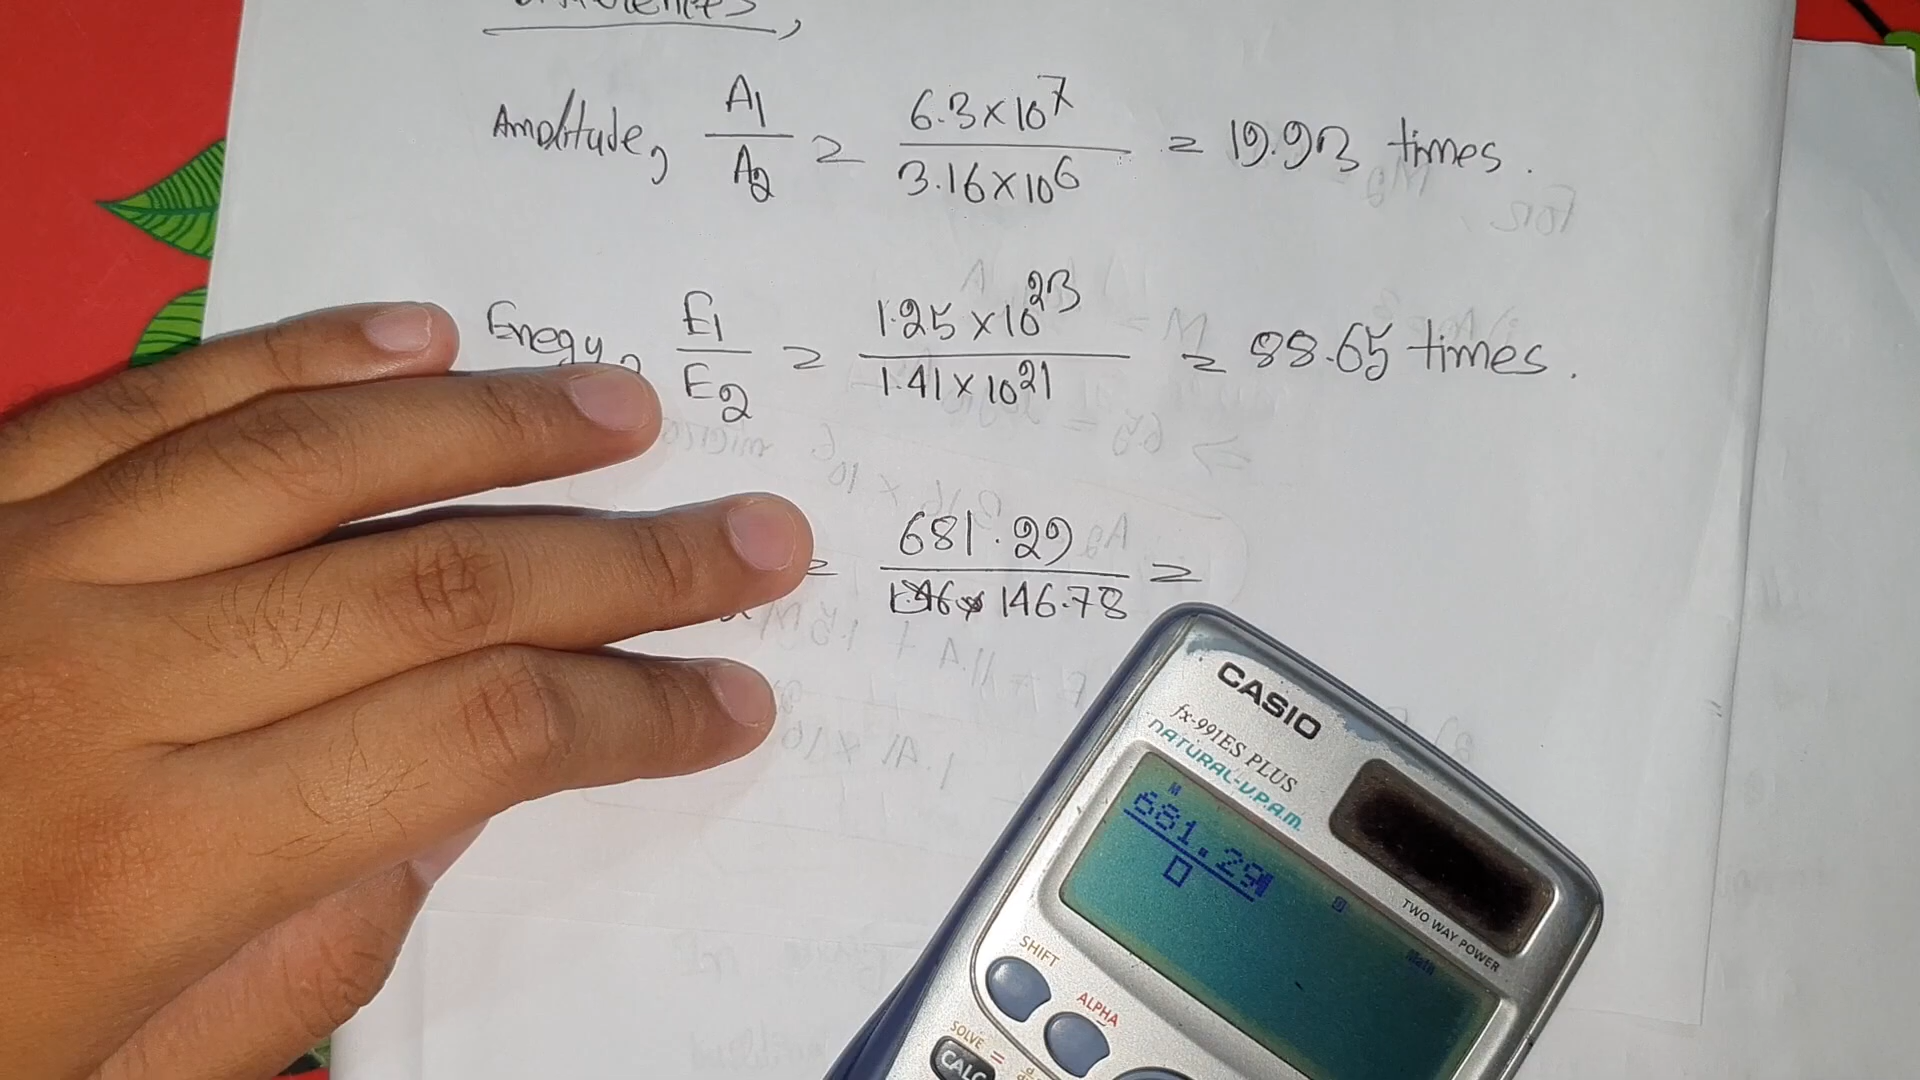 Amplitude, A1/A2 = 6.3×10^7 / 3.16×10^6 = 19.93 times.
Enegy, E1/E2 = 1.25×10^23 / 1.41×10^21 = 88.65 times.
= 681.29 / 146.78 =
CASIO
fx-991ES PLUS
NATURAL-V.P.A.M.
M
681.29
Math
TWO WAY POWER
SHIFT
ALPHA
SOLVE =
CALC